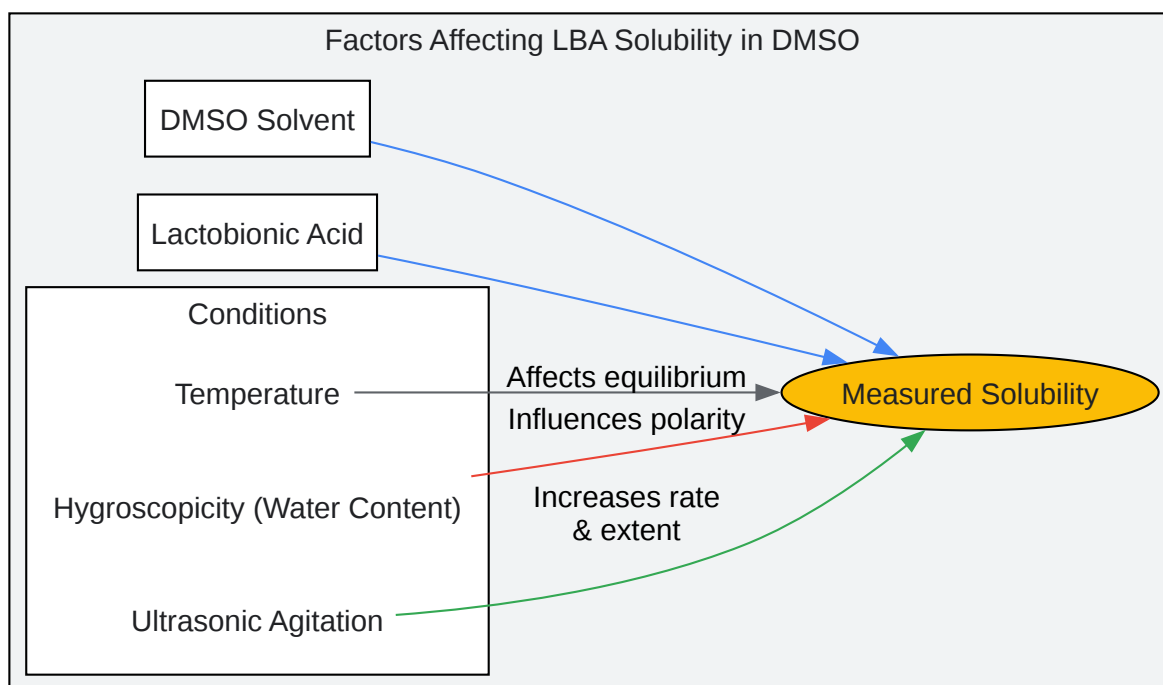 Factors Affecting LBA Solubility in DMSO
DMSO Solvent
Lactobionic Acid
Conditions
Temperature
Affects equilibrium
Measured Solubility
Influences polarity
Hygroscopicity (Water Content)
Increases rate
& extent
Ultrasonic Agitation